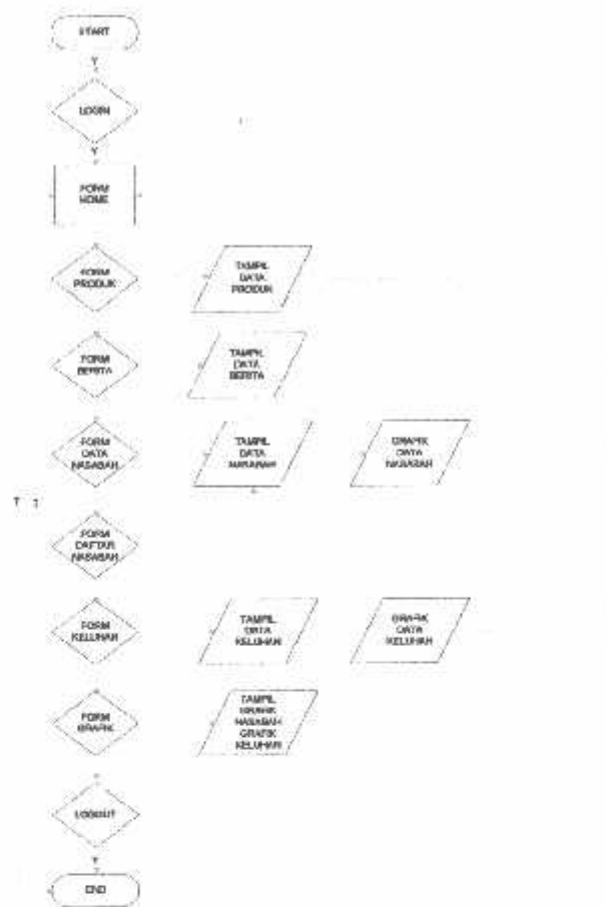 START
Y
LOGIN
Y
FORM
HOME
FORM
PRODUK
TAMPIL
DATA
PRODUK
FORM
BERITA
TAMPIL
DATA
BERITA
FORM
DATA
NASABAH
TAMPIL
DATA
NASABAH
GRAFIK
DATA
NASABAH
FORM
DAFTAR
NASABAH
FORM
KELUHAN
TAMPIL
DATA
KELUHAN
GRAFIK
DATA
KELUHAN
FORM
GRAFIK
TAMPIL
GRAFIK
NASABAH
GRAFIK
KELUHAN
LOGOUT
Y
END